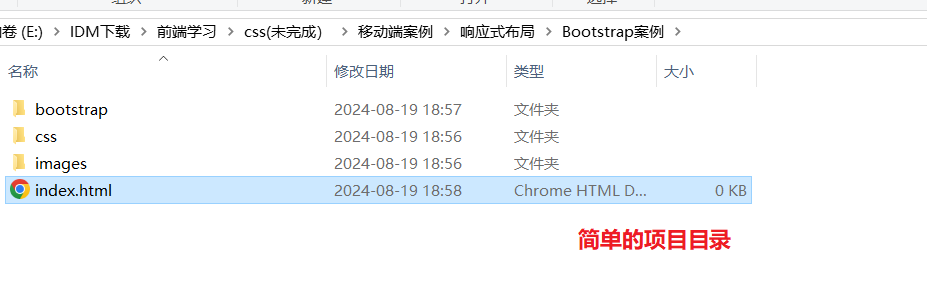 卷 (E:) > IDM下载 > 前端学习 > css(未完成) > 移动端案例 > 响应式布局 > Bootstrap案例 >
名称 修改日期 类型 大小
bootstrap 2024-08-19 18:57 文件夹
css 2024-08-19 18:56 文件夹
images 2024-08-19 18:56 文件夹
index.html 2024-08-19 18:58 Chrome HTML D... 0 KB
简单的项目目录